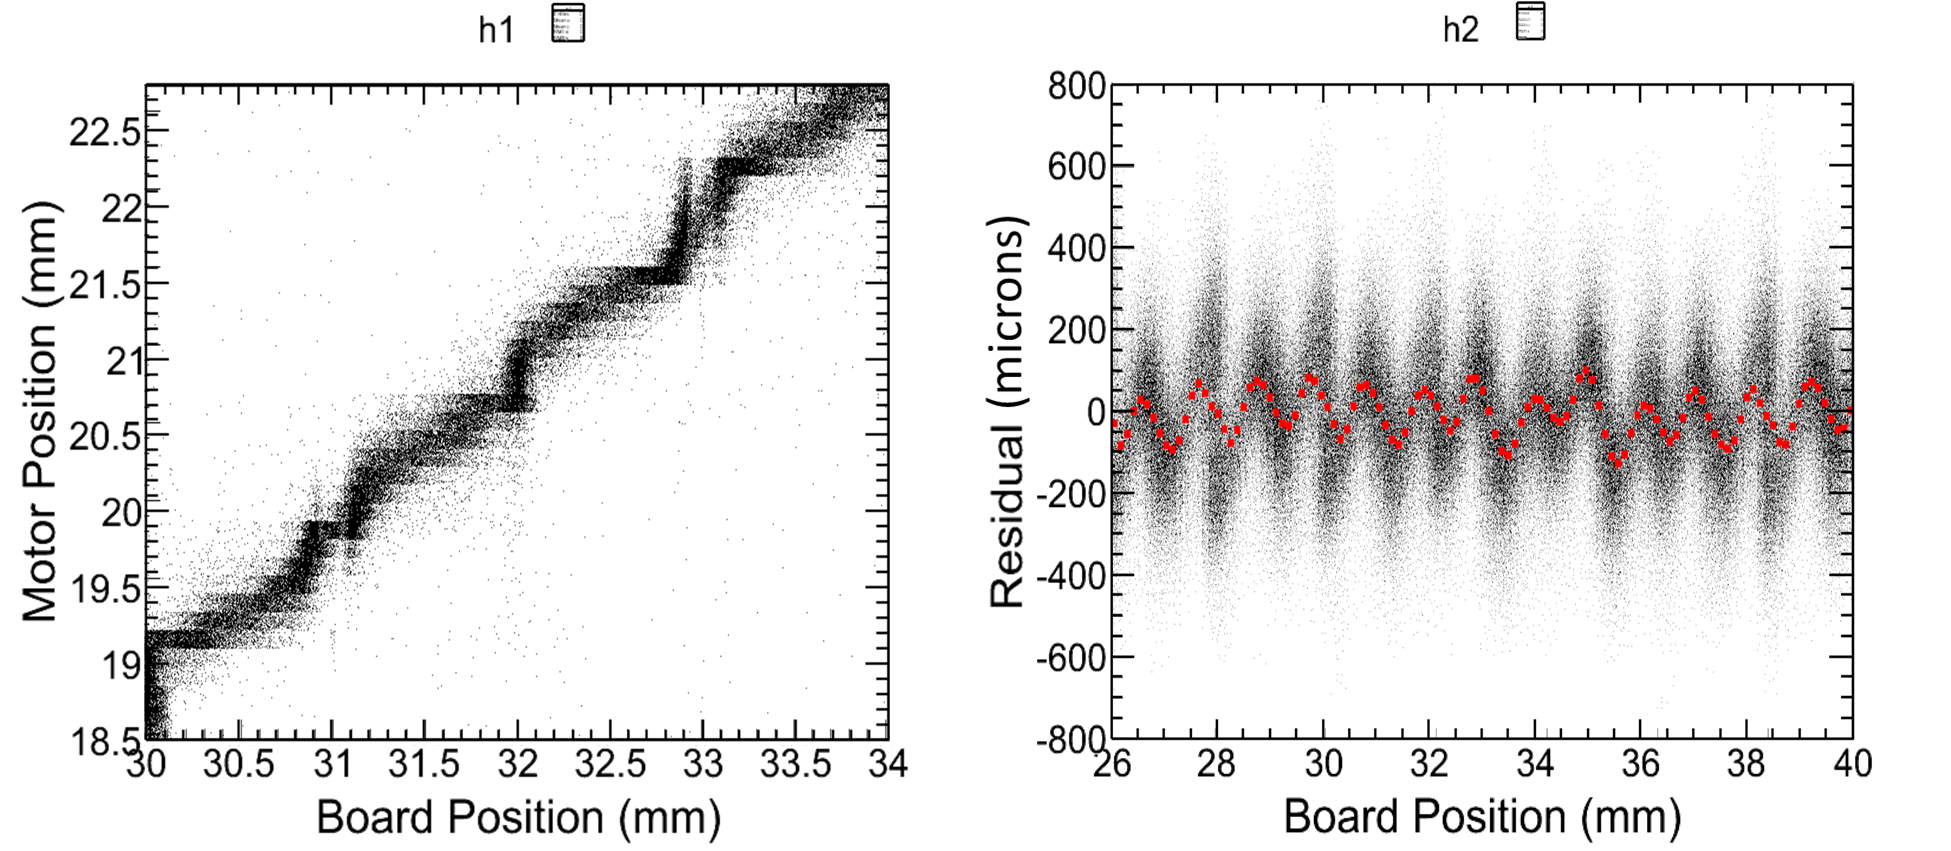 h1
Motor Position (mm)
22.5
22
21.5
21
20.5
20
19.5
19
18.5
30 30.5 31 31.5 32 32.5 33 33.5 34
Board Position (mm)
h2
Residual (microns)
800
600
400
200
0
-200
-400
-600
-800
26 28 30 32 34 36 38 40
Board Position (mm)